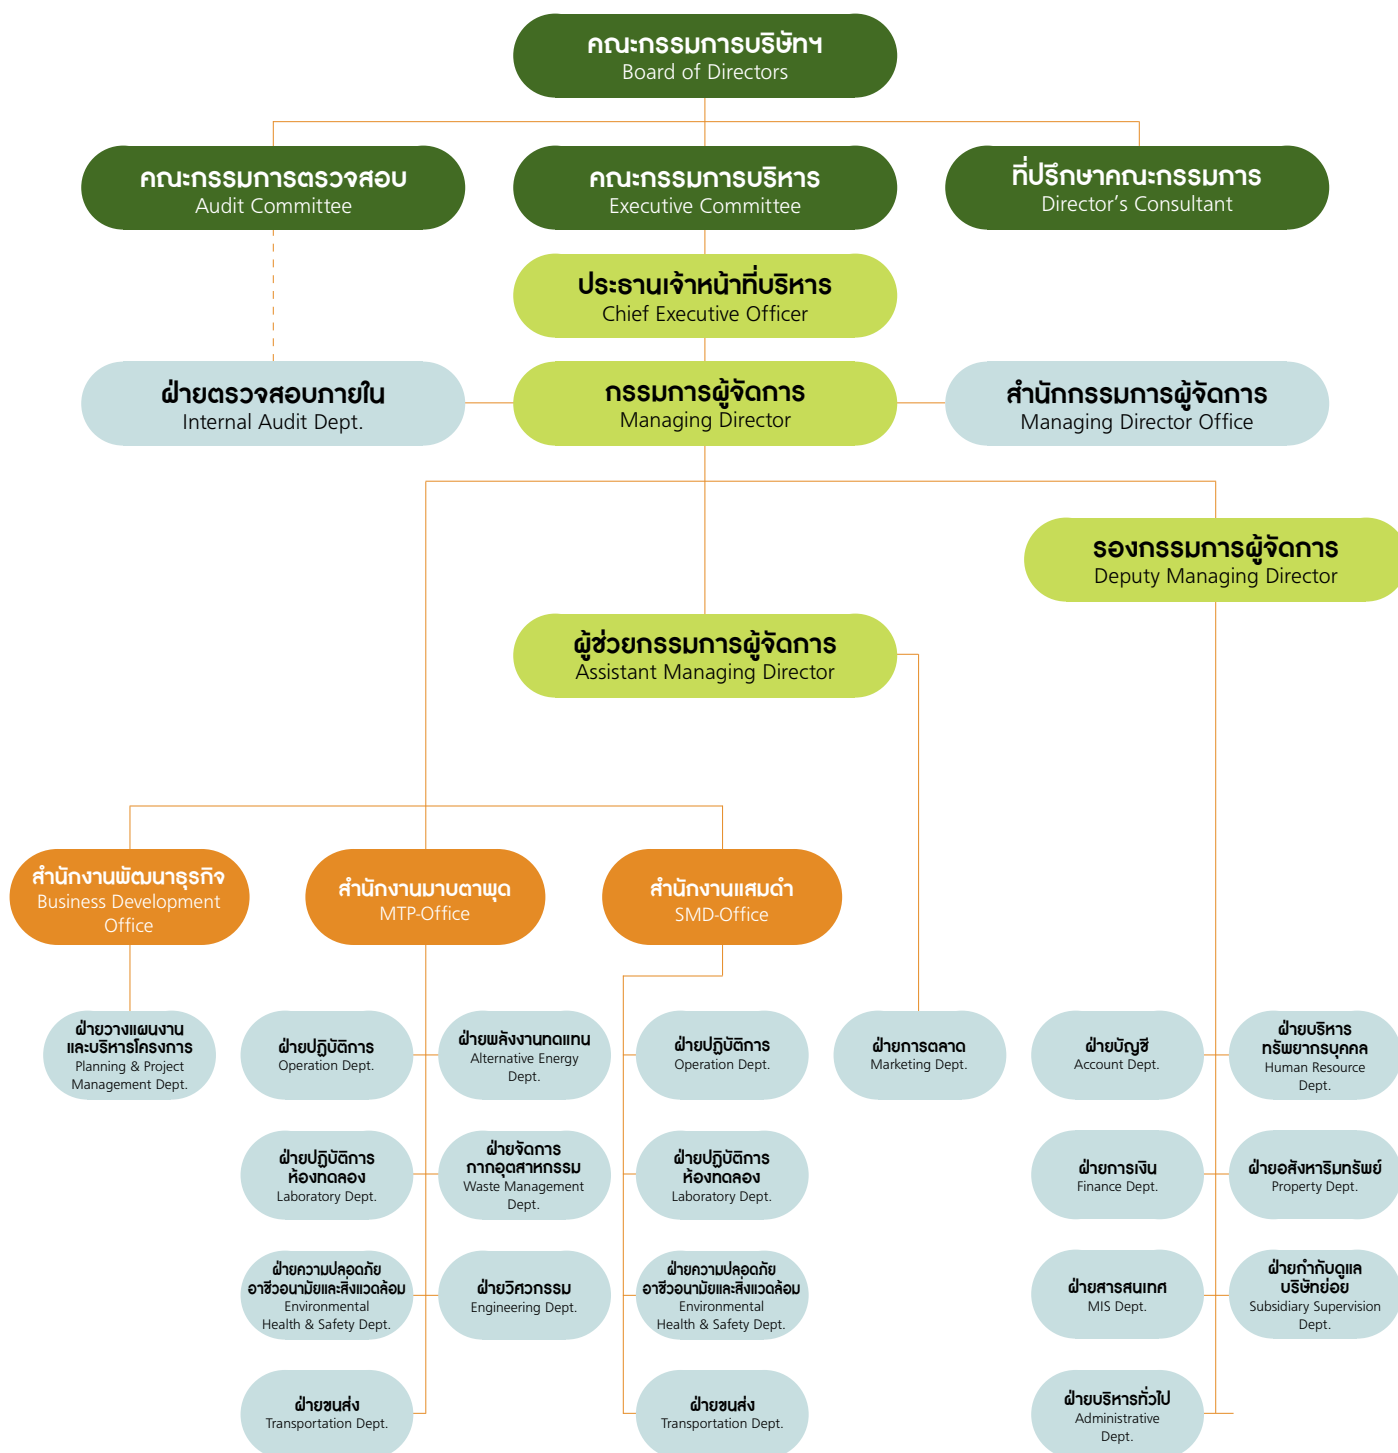 คณะกรรมการบริษัทฯ
Board of Directors
คณะกรรมการตรวจสอบ
Audit Committee
คณะกรรมการบริหาร
Executive Committee
ที่ปรึกษาคณะกรรมการ
Director's Consultant
ประธานเจ้าหน้าที่บริหาร
Chief Executive Officer
ฝ่ายตรวจสอบภายใน
Internal Audit Dept.
กรรมการผู้จัดการ
Managing Director
สำนักกรรมการผู้จัดการ
Managing Director Office
รองกรรมการผู้จัดการ
Deputy Managing Director
ผู้ช่วยกรรมการผู้จัดการ
Assistant Managing Director
สำนักงานพัฒนาธุรกิจ
Business Development
Office
สำนักงานมาบตาพุด
MTP-Office
สำนักงานแสมดำ
SMD-Office
ฝ่ายวางแผนงาน
และบริหารโครงการ
Planning & Project
Management Dept.
ฝ่ายปฏิบัติการ
Operation Dept.
ฝ่ายพลังงานทดแทน
Alternative Energy
Dept.
ฝ่ายปฏิบัติการ
Operation Dept.
ฝ่ายการตลาด
Marketing Dept.
ฝ่ายบัญชี
Account Dept.
ฝ่ายบริหาร
ทรัพยากรบุคคล
Human Resource
Dept.
ฝ่ายปฏิบัติการ
ห้องทดลอง
Laboratory Dept.
ฝ่ายจัดการ
กากอุตสาหกรรม
Waste Management
Dept.
ฝ่ายปฏิบัติการ
ห้องทดลอง
Laboratory Dept.
ฝ่ายการเงิน
Finance Dept.
ฝ่ายอสังหาริมทรัพย์
Property Dept.
ฝ่ายความปลอดภัย
อาชีวอนามัยและสิ่งแวดล้อม
Environmental
Health & Safety Dept.
ฝ่ายวิศวกรรม
Engineering Dept.
ฝ่ายความปลอดภัย
อาชีวอนามัยและสิ่งแวดล้อม
Environmental
Health & Safety Dept.
ฝ่ายสารสนเทศ
MIS Dept.
ฝ่ายกำกับดูแล
บริษัทย่อย
Subsidiary Supervision
Dept.
ฝ่ายขนส่ง
Transportation Dept.
ฝ่ายขนส่ง
Transportation Dept.
ฝ่ายบริหารทั่วไป
Administrative
Dept.